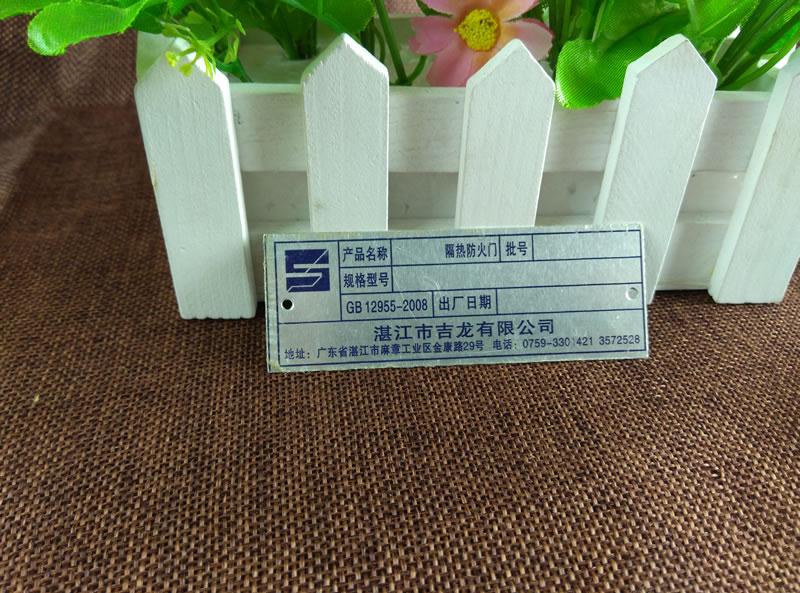 产品名称 隔热防火门 批号
规格型号
GB 12955-2008 出厂日期
湛江市吉龙有限公司
地址：广东省湛江市麻章工业区金康路29号 电话：0759-3301421 3572528